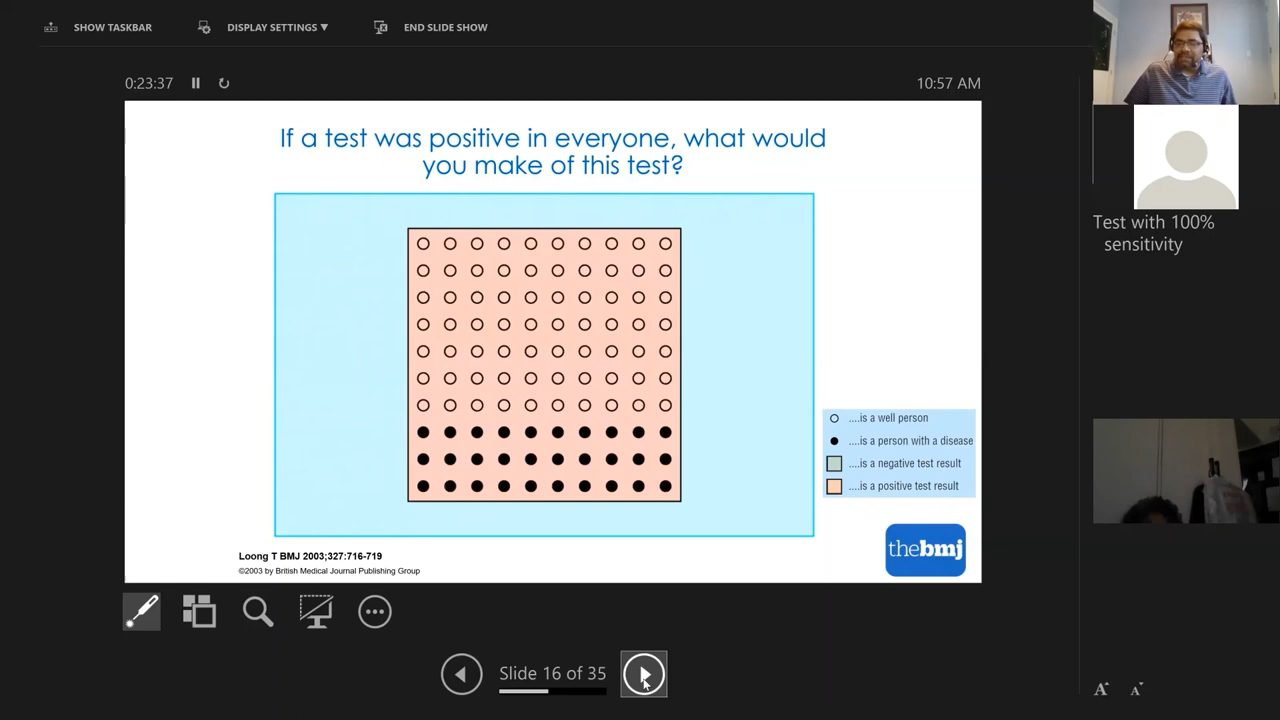 SHOW TASKBAR
DISPLAY SETTINGS ▼
END SLIDE SHOW
0:23:37
10:57 AM
If a test was positive in everyone, what would
you make of this test?
....is a well person
....is a person with a disease
....is a negative test result
....is a positive test result
Loong T BMJ 2003;327:716-719
©2003 by British Medical Journal Publishing Group
thebmj
Slide 16 of 35
Test with 100%
sensitivity
A A